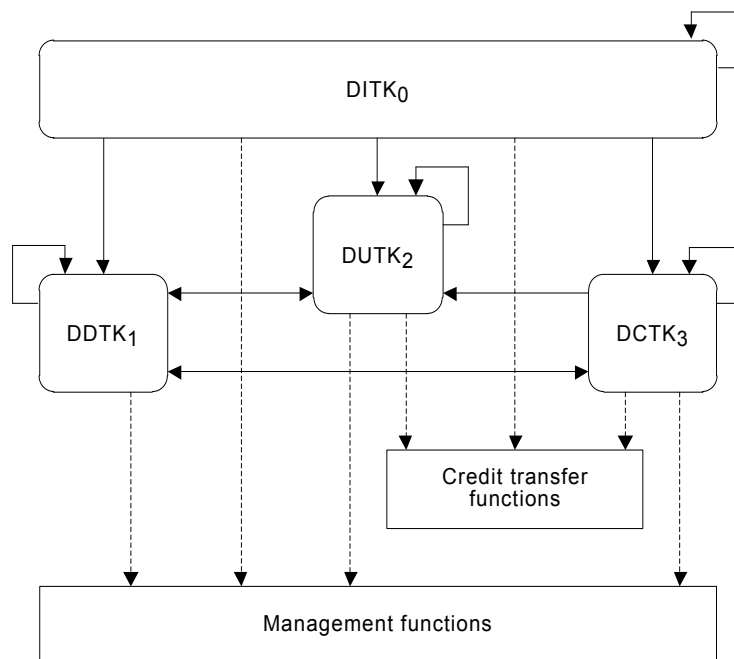 DITK0
DUTK2
DDTK1
DCTK3
Credit transfer
functions
Management functions